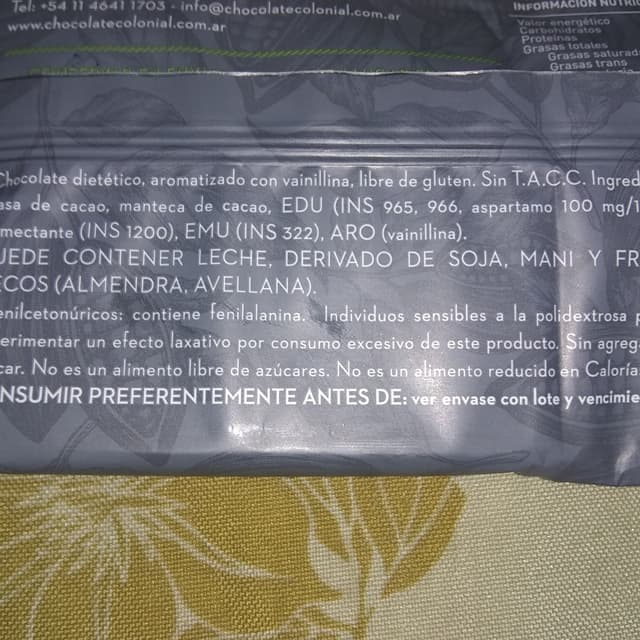 Tel: +54 11 4641 1703 - info@chocolatecolonial.com.ar
www.chocolatecolonial.com.ar
INFORMACIÓN NUTRI
Valor energético
Carbohidratos
Proteínas
Grasas totales
Grasas saturad
Grasas trans
Chocolate dietético, aromatizado con vainillina, libre de gluten. Sin T.A.C.C. Ingred
asa de cacao, manteca de cacao, EDU (INS 965, 966, aspartamo 100 mg/1
mectante (INS 1200), EMU (INS 322), ARO (vainillina).
UEDE CONTENER LECHE, DERIVADO DE SOJA, MANI Y FR
ECOS (ALMENDRA, AVELLANA).
enilcetonúricos: contiene fenilalanina. Individuos sensibles a la polidextrosa p
erimentar un efecto laxativo por consumo excesivo de este producto. Sin agrega
car. No es un alimento libre de azúcares. No es un alimento reducido en Caloría
NSUMIR PREFERENTEMENTE ANTES DE: ver envase con lote y vencimie